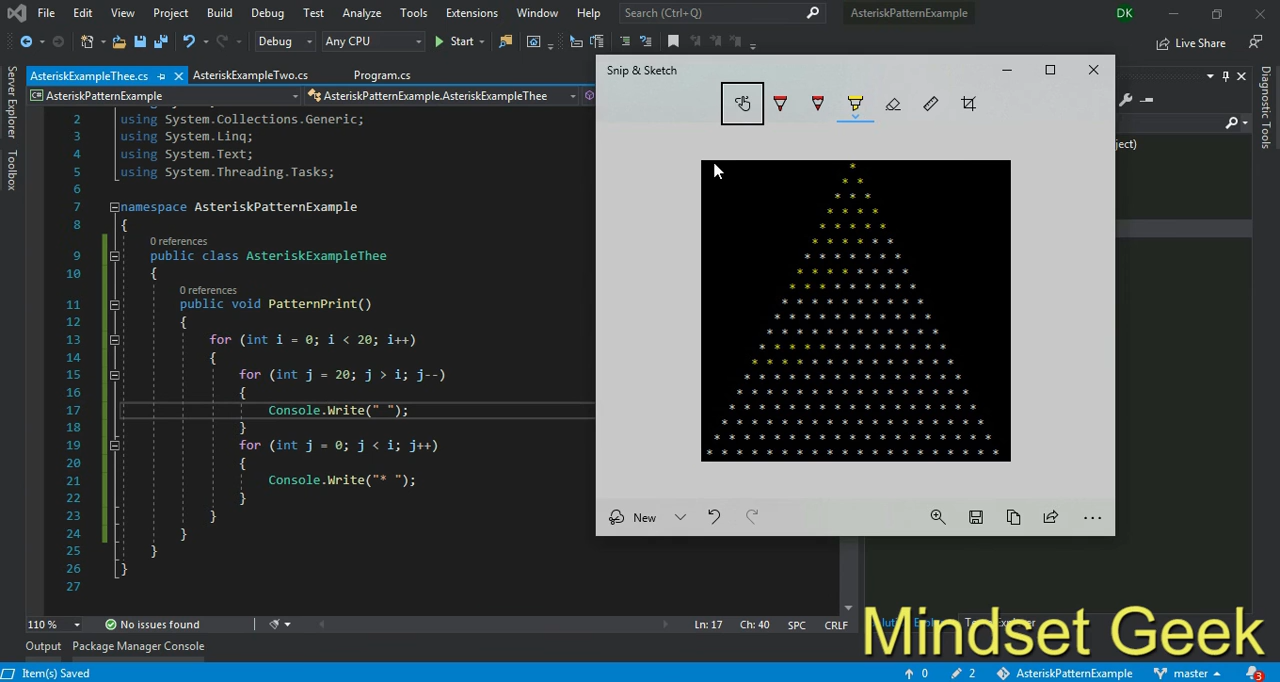 File Edit View Project Build Debug Test Analyze Tools Extensions Window Help Search (Ctrl+Q) AsteriskPatternExample DK
Debug Any CPU Start Live Share
AsteriskExampleThee.cs AsteriskExampleTwo.cs Program.cs
AsteriskPatternExample AsteriskPatternExample.AsteriskExampleThee
Server Explorer
Toolbox
Diagnostic Tools
2 using System.Collections.Generic;
3 using System.Linq;
4 using System.Text;
5 using System.Threading.Tasks;
6
7 namespace AsteriskPatternExample
8 {
0 references
9 public class AsteriskExampleThee
10 {
0 references
11 public void PatternPrint()
12 {
13 for (int i = 0; i < 20; i++)
14 {
15 for (int j = 20; j > i; j--)
16 {
17 Console.Write(" ");
18 }
19 for (int j = 0; j < i; j++)
20 {
21 Console.Write("* ");
22 }
23 }
24 }
25 }
26 }
27
Snip & Sketch
*
* *
* * *
* * * *
* * * * *
* * * * * *
* * * * * * *
* * * * * * * *
* * * * * * * * *
* * * * * * * * * *
* * * * * * * * * * *
* * * * * * * * * * * *
* * * * * * * * * * * * *
* * * * * * * * * * * * * *
* * * * * * * * * * * * * * *
* * * * * * * * * * * * * * * *
* * * * * * * * * * * * * * * * *
* * * * * * * * * * * * * * * * * *
* * * * * * * * * * * * * * * * * * *
* * * * * * * * * * * * * * * * * * * *
New
ject)
110 % No issues found Ln: 17 Ch: 40 SPC CRLF
Mindset Geek
Output Package Manager Console
Item(s) Saved 0 2 AsteriskPatternExample master 3